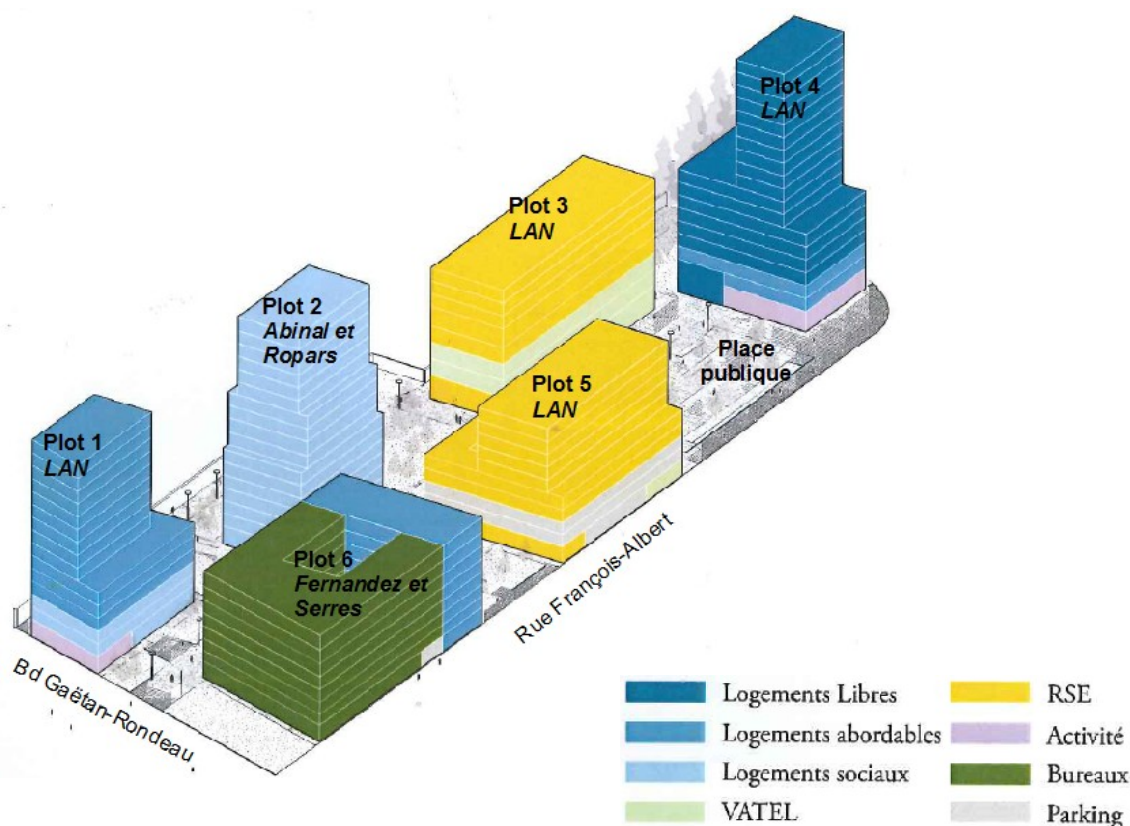 Plot 4
LAN
Plot 3
LAN
Plot 2
Abinal et
Ropars
Place
publique
Plot 5
LAN
Plot 1
LAN
Plot 6
Fernandez et
Serres
Rue François-Albert
Bd Gaëtan-Rondeau
Logements Libres
Logements abordables
Logements sociaux
VATEL
RSE
Activité
Bureaux
Parking